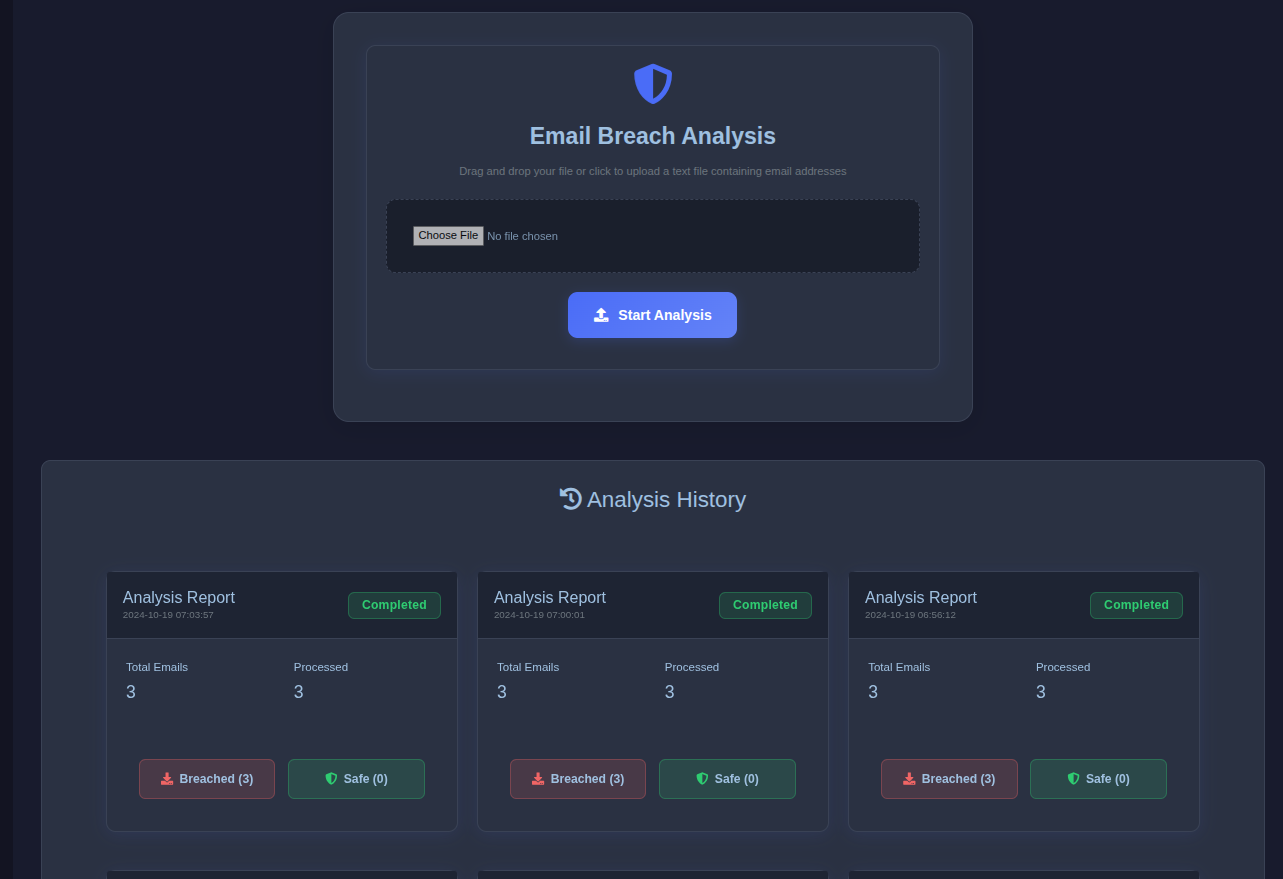 Email Breach Analysis
Drag and drop your file or click to upload a text file containing email addresses
Choose File No file chosen
Start Analysis
Analysis History
Analysis Report
2024-10-19 07:03:57
Completed
Total Emails
Processed
3
3
Breached (3)
Safe (0)
Analysis Report
2024-10-19 07:00:01
Completed
Total Emails
Processed
3
3
Breached (3)
Safe (0)
Analysis Report
2024-10-19 06:56:12
Completed
Total Emails
Processed
3
3
Breached (3)
Safe (0)